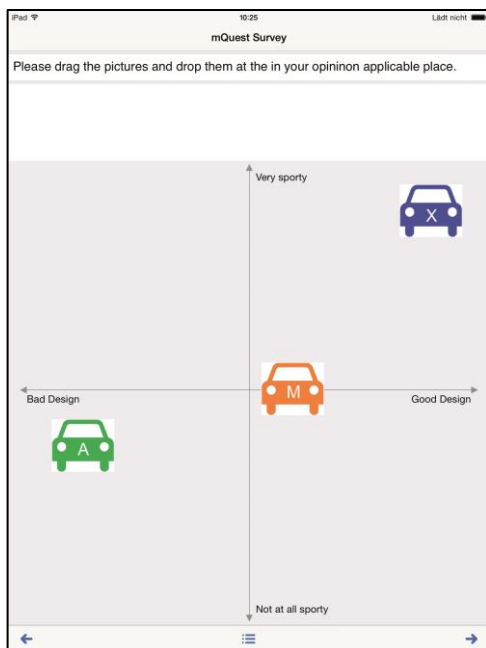 iPad 10:25 Lädt nicht
mQuest Survey
Please drag the pictures and drop them at the in your opininon applicable place.
Very sporty
X
M
Bad Design Good Design
A
Not at all sporty